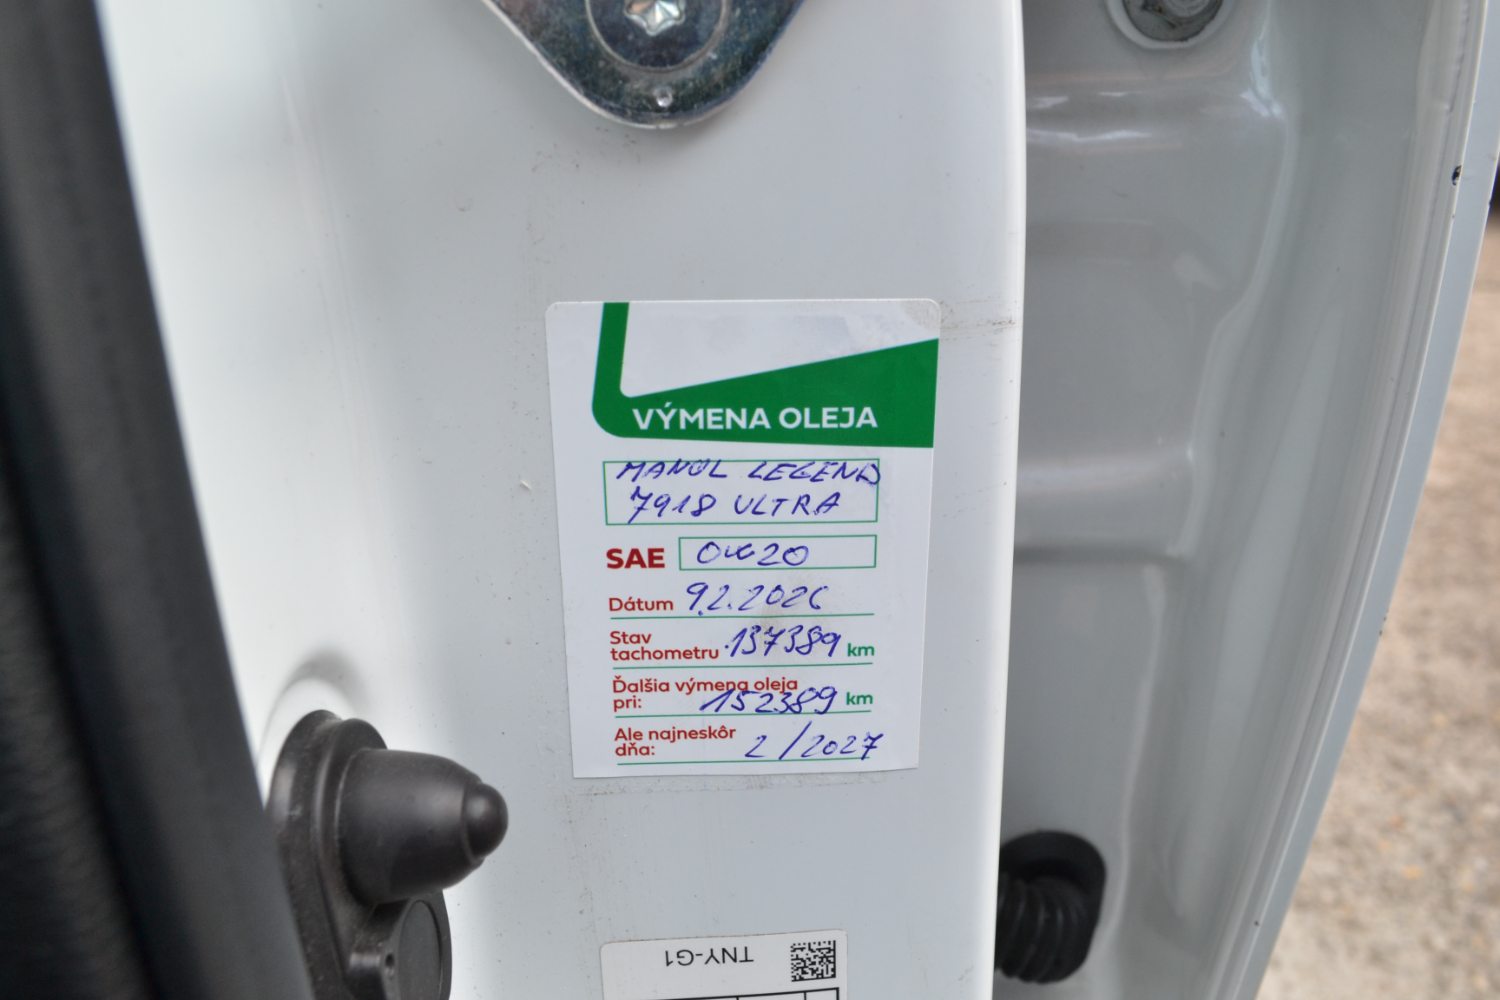 VÝMENA OLEJA
MANOL LEGEND
7918 ULTRA
SAE 0W20
Dátum 9.2.2026
Stav
tachometru 137389 km
Ďalšia výmena oleja
pri: 152389 km
Ale najneskôr
dňa: 2/2027
TNY-G1